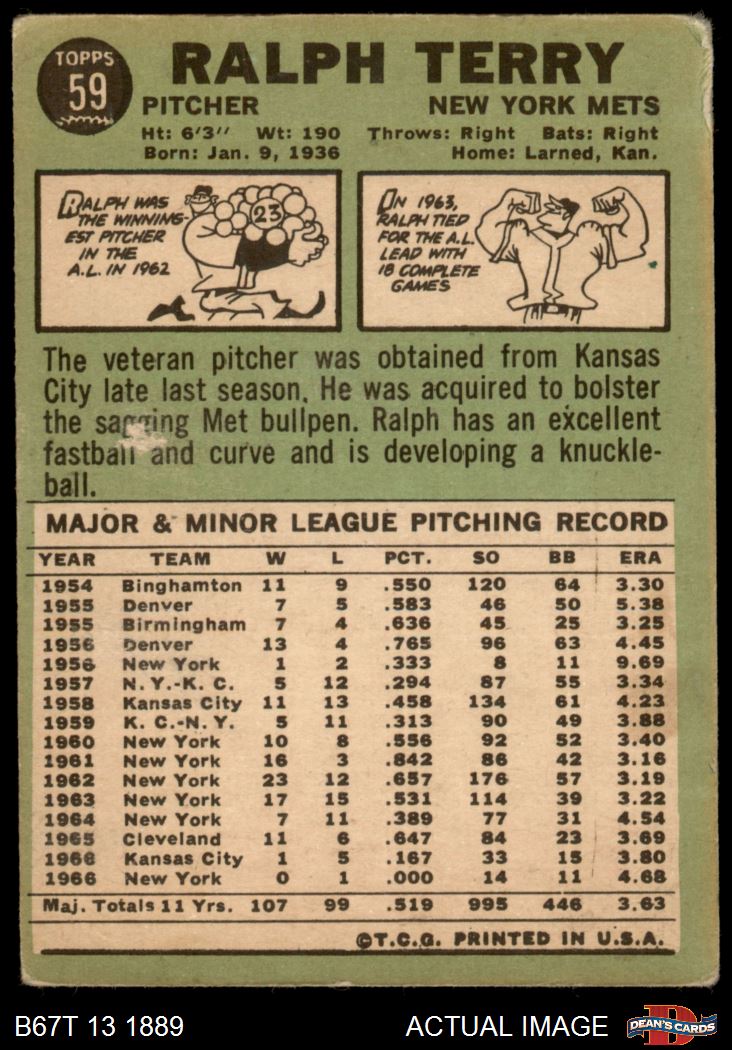 TOPPS
59
RALPH TERRY
PITCHER NEW YORK METS
Ht: 6'3" Wt: 190 Throws: Right Bats: Right
Born: Jan. 9, 1936 Home: Larned, Kan.
RALPH WAS
THE WINNING-
EST PITCHER
IN THE
A.L. IN 1962
23
IN 1963,
RALPH TIED
FOR THE A.L.
LEAD WITH
18 COMPLETE
GAMES
The veteran pitcher was obtained from Kansas
City late last season. He was acquired to bolster
the sagging Met bullpen. Ralph has an excellent
fastball and curve and is developing a knuckle-
ball.
MAJOR & MINOR LEAGUE PITCHING RECORD
YEAR TEAM W L PCT. SO BB ERA
1954 Binghamton 11 9 .550 120 64 3.30
1955 Denver 7 5 .583 46 50 5.38
1955 Birmingham 7 4 .636 45 25 3.25
1956 Denver 13 4 .765 96 63 4.45
1956 New York 1 2 .333 8 11 9.69
1957 N. Y.-K. C. 5 12 .294 87 55 3.34
1958 Kansas City 11 13 .458 134 61 4.23
1959 K. C.-N. Y. 5 11 .313 90 49 3.88
1960 New York 10 8 .556 92 52 3.40
1961 New York 16 3 .842 86 42 3.16
1962 New York 23 12 .657 176 57 3.19
1963 New York 17 15 .531 114 39 3.22
1964 New York 7 11 .389 77 31 4.54
1965 Cleveland 11 6 .647 84 23 3.69
1966 Kansas City 1 5 .167 33 15 3.80
1966 New York 0 1 .000 14 11 4.68
Maj. Totals 11 Yrs. 107 99 .519 995 446 3.63
©T.C.G. PRINTED IN U.S.A.
B67T 13 1889 ACTUAL IMAGE DEAN'S CARDS